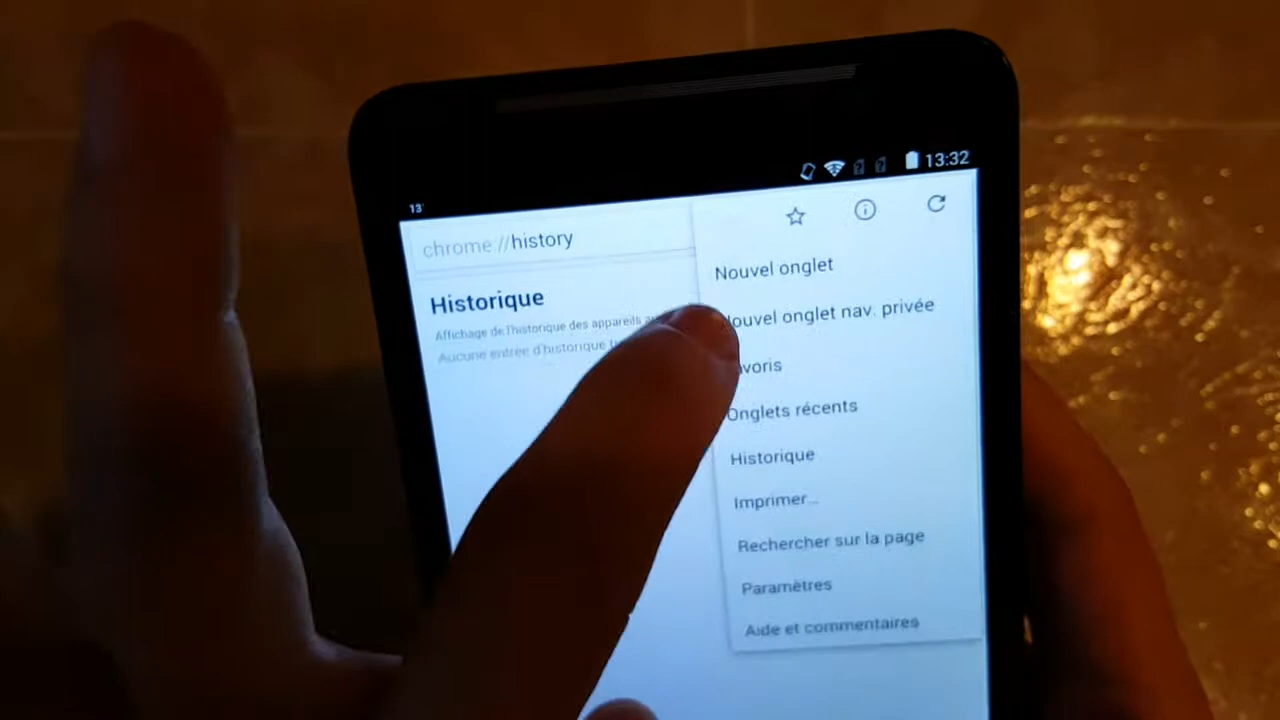 13:32
chrome://history
Historique
Affichage de l'historique des appareils
Aucune entrée d'historique
Nouvel onglet
ouvel onglet nav. privée
voris
Onglets récents
Historique
Imprimer...
Rechercher sur la page
Paramètres
Aide et commentaires